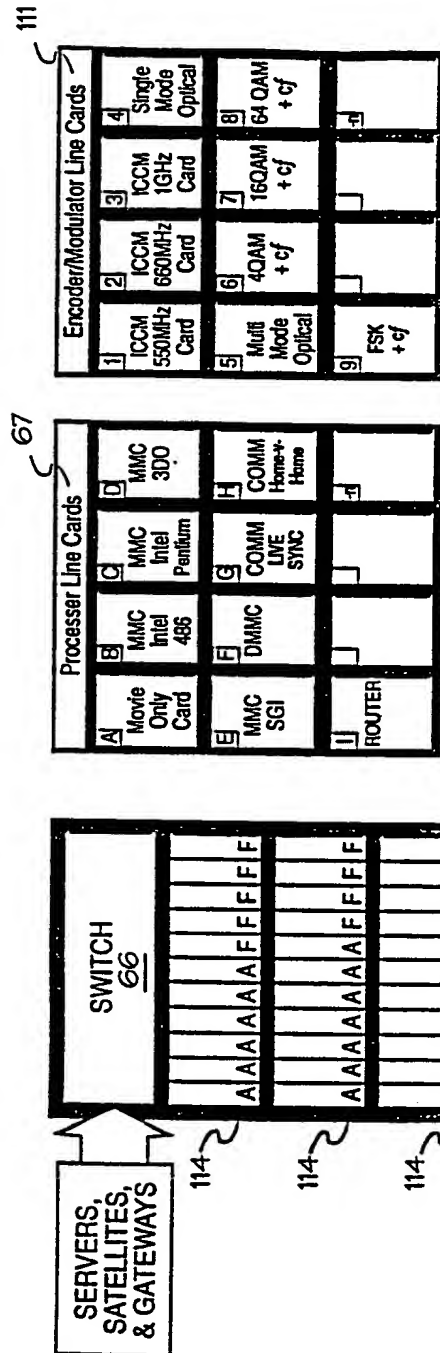 111
SERVERS,
SATELLITES,
& GATEWAYS
SWITCH
66
114
A A A A A A F F F F F
114
A A A A A A F F F F F
114
67
Processer Line Cards
A
Movie
Only
Card
B
MMC
Intel
486
C
MMC
Intel
Pentium
D
MMC
3DO
E
MMC
SGI
F
DMMC
G
COMM
LIVE
SYNC
H
COMM
Home-v-
Home
I
ROUTER
-n
Encoder/Modulator Line Cards
1
ICCM
550MHz
Card
2
ICCM
660MHz
Card
3
ICCM
1GHz
Card
4
Single
Mode
Optical
5
Multi
Mode
Optical
6
4QAM
+ cf
7
16QAM
+ cf
8
64 QAM
+ cf
9
FSK
+ cf
-n